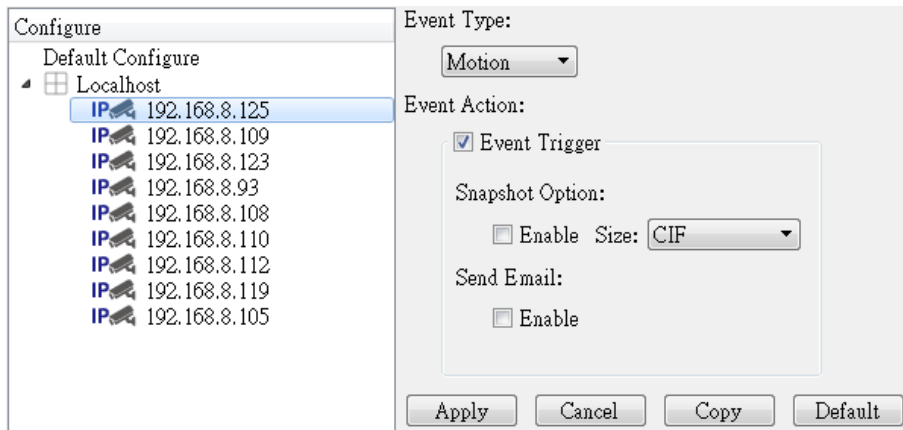 Configure
Default Configure
Localhost
IP 192.168.8.125
IP 192.168.8.109
IP 192.168.8.123
IP 192.168.8.93
IP 192.168.8.108
IP 192.168.8.110
IP 192.168.8.112
IP 192.168.8.119
IP 192.168.8.105
Event Type:
Motion
Event Action:
Event Trigger
Snapshot Option:
Enable Size: CIF
Send Email:
Enable
Apply Cancel Copy Default